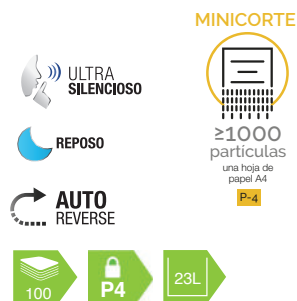 MINICORTE
ULTRA
SILENCIOSO
REPOSO
AUTO
REVERSE
≥1000
partículas
una hoja de
papel A4
P-4
100
P4
23L